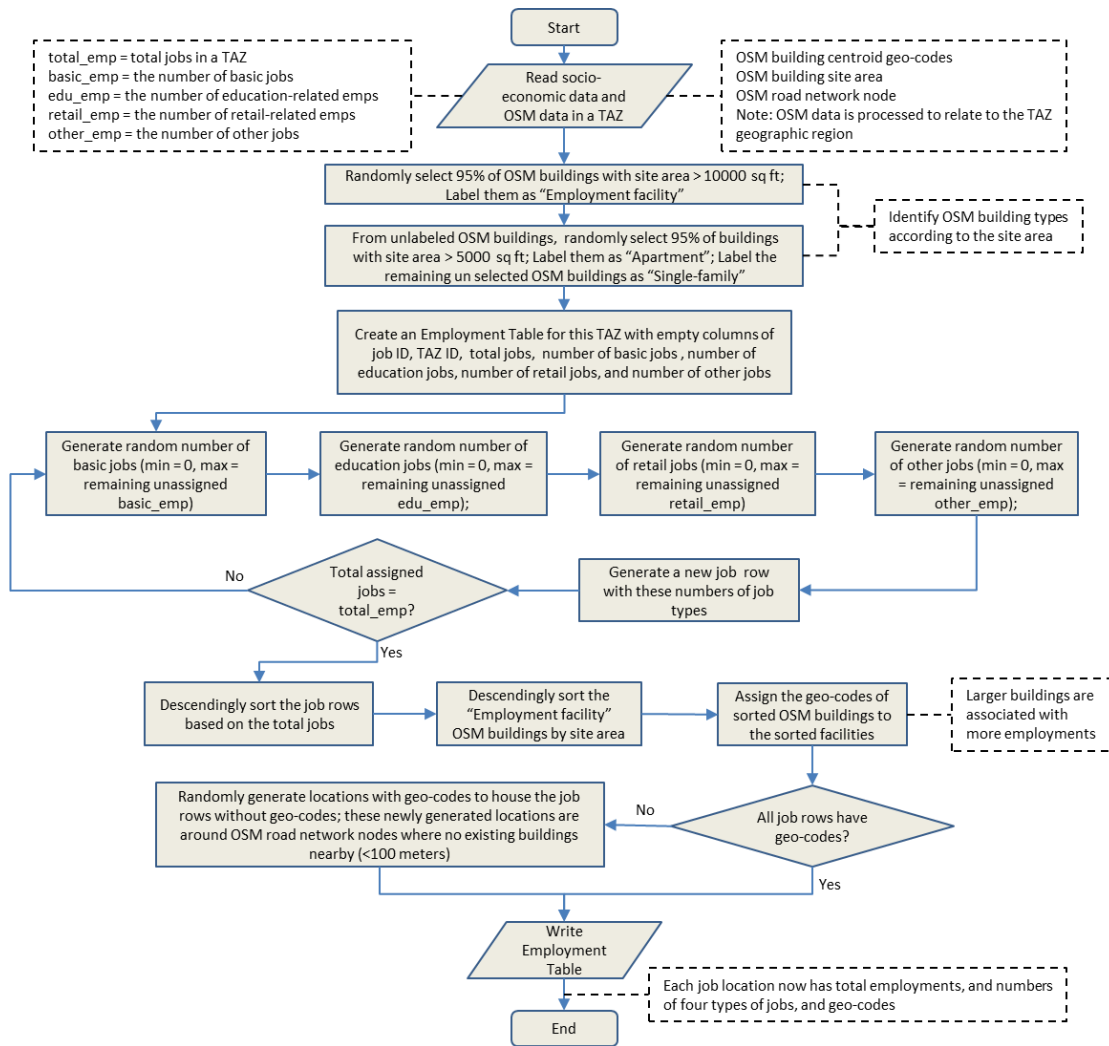 Start
total_emp = total jobs in a TAZ
basic_emp = the number of basic jobs
edu_emp = the number of education-related emps
retail_emp = the number of retail-related emps
other_emp = the number of other jobs
Read socio-
economic data and
OSM data in a TAZ
OSM building centroid geo-codes
OSM building site area
OSM road network node
Note: OSM data is processed to relate to the TAZ
geographic region
Randomly select 95% of OSM buildings with site area > 10000 sq ft;
Label them as “Employment facility”
From unlabeled OSM buildings, randomly select 95% of buildings
with site area > 5000 sq ft; Label them as “Apartment”; Label the
remaining un selected OSM buildings as “Single-family”
Identify OSM building types
according to the site area
Create an Employment Table for this TAZ with empty columns of
job ID, TAZ ID, total jobs, number of basic jobs , number of
education jobs, number of retail jobs, and number of other jobs
Generate random number of
basic jobs (min = 0, max =
remaining unassigned
basic_emp)
Generate random number of
education jobs (min = 0, max =
remaining unassigned
edu_emp);
Generate random number
of retail jobs (min = 0, max =
remaining unassigned
retail_emp)
Generate random number
of other jobs (min = 0, max
= remaining unassigned
other_emp);
No
Total assigned
jobs =
total_emp?
Generate a new job row
with these numbers of job
types
Yes
Descendingly sort the job rows
based on the total jobs
Descendingly sort the
“Employment facility”
OSM buildings by site area
Assign the geo-codes of
sorted OSM buildings to
the sorted facilities
Larger buildings are
associated with
more employments
Randomly generate locations with geo-codes to house the job
rows without geo-codes; these newly generated locations are
around OSM road network nodes where no existing buildings
nearby (<100 meters)
No
All job rows have
geo-codes?
Yes
Write
Employment
Table
Each job location now has total employments, and numbers
of four types of jobs, and geo-codes
End